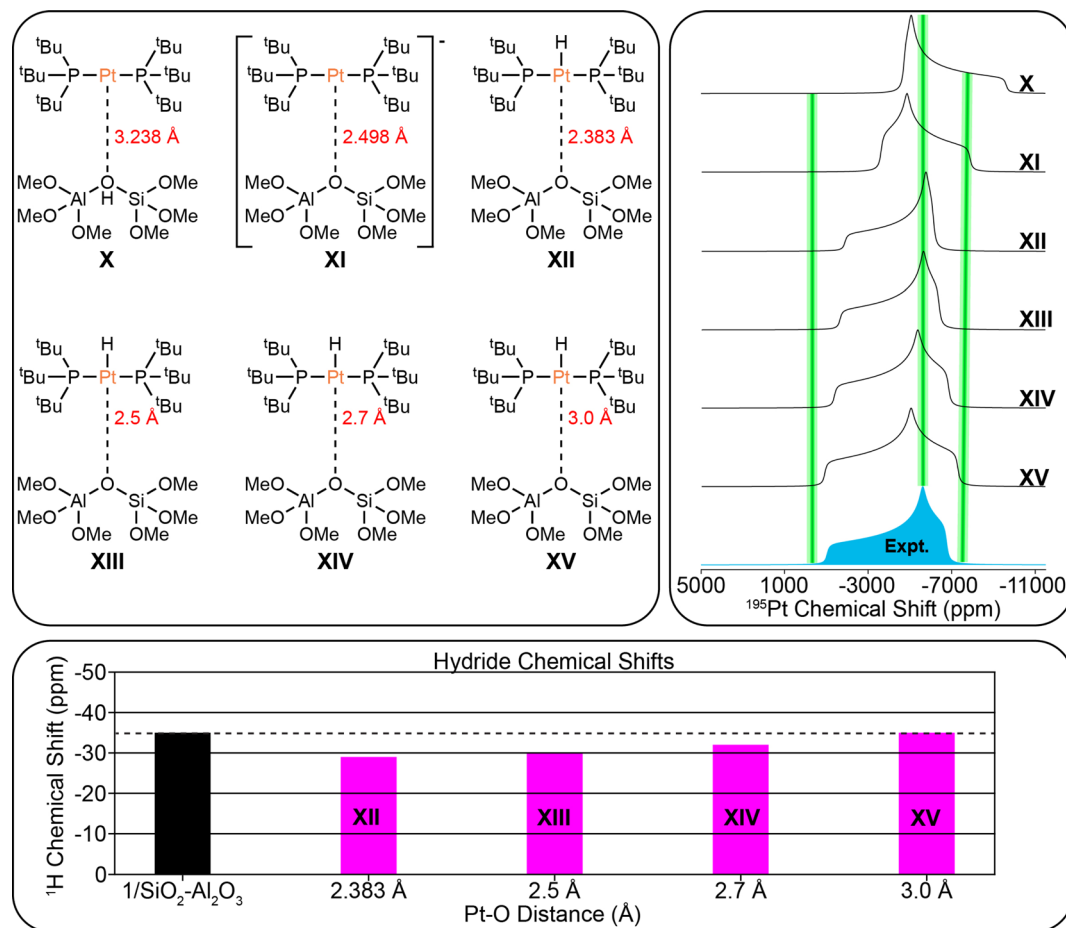 tBu tBu
tBu P Pt P tBu
tBu tBu
3.238 Å
MeO O OMe
MeO Al H Si OMe
OMe OMe
X
tBu tBu -
tBu P Pt P tBu
tBu tBu
2.498 Å
MeO O OMe
MeO Al Si OMe
OMe OMe
XI
tBu H tBu
tBu P Pt P tBu
tBu tBu
2.383 Å
MeO O OMe
MeO Al Si OMe
OMe OMe
XII
tBu H tBu
tBu P Pt P tBu
tBu tBu
2.5 Å
MeO O OMe
MeO Al Si OMe
OMe OMe
XIII
tBu H tBu
tBu P Pt P tBu
tBu tBu
2.7 Å
MeO O OMe
MeO Al Si OMe
OMe OMe
XIV
tBu H tBu
tBu P Pt P tBu
tBu tBu
3.0 Å
MeO O OMe
MeO Al Si OMe
OMe OMe
XV
X
XI
XII
XIII
XIV
XV
Expt.
5000 1000 -3000 -7000 -11000
195Pt Chemical Shift (ppm)
Hydride Chemical Shifts
1H Chemical Shift (ppm)
-50
-40
-30
-20
-10
0
XII XIII XIV XV
1/SiO2-Al2O3 2.383 Å 2.5 Å 2.7 Å 3.0 Å
Pt-O Distance (Å)